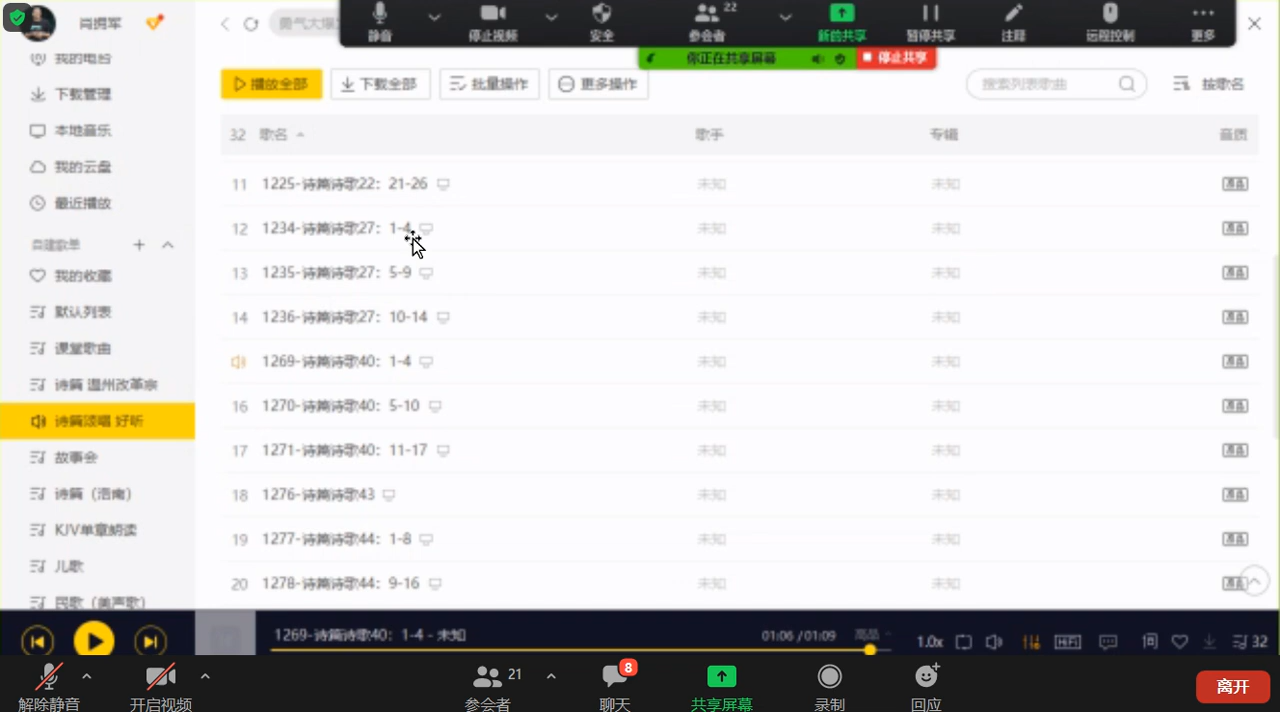 肖拥军
勇气大爆
静音
停止视频
安全
22
参会者
新的共享
暂停共享
注释
远程控制
更多
你正在共享屏幕
停止共享
我的电台
下载管理
本地音乐
我的云盘
最近播放
自建歌单
我的收藏
默认列表
课堂歌曲
诗篇 温州改革宗
诗篇颂唱 好听
故事会
诗篇（浯南）
KJV单章朗读
儿歌
民歌（美声歌）
播放全部
下载全部
批量操作
更多操作
搜索列表歌曲
按歌名
32 歌名 歌手 专辑 音质
11 1225-诗篇诗歌22：21-26 未知 未知
12 1234-诗篇诗歌27：1-4 未知 未知
13 1235-诗篇诗歌27：5-9 未知 未知
14 1236-诗篇诗歌27：10-14 未知 未知
1269-诗篇诗歌40：1-4 未知 未知
16 1270-诗篇诗歌40：5-10 未知 未知
17 1271-诗篇诗歌40：11-17 未知 未知
18 1276-诗篇诗歌43 未知 未知
19 1277-诗篇诗歌44：1-8 未知 未知
20 1278-诗篇诗歌44：9-16 未知 未知
1269-诗篇诗歌40：1-4 - 未知
01:06 / 01:09
高品
1.0x
HiFi
词
32
解除静音
开启视频
21
参会者
8
聊天
共享屏幕
录制
回应
离开